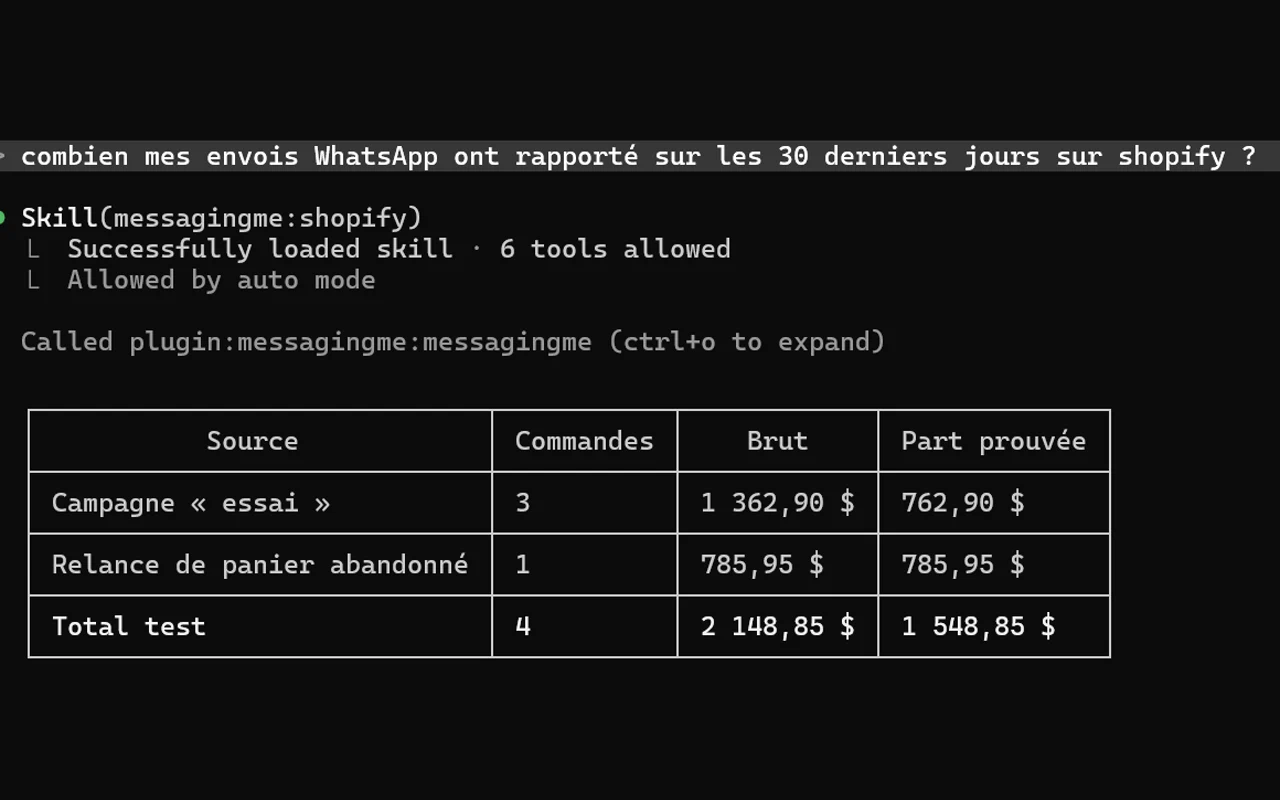 > combien mes envois WhatsApp ont rapporté sur les 30 derniers jours sur shopify ?
● Skill(messagingme:shopify)
└ Successfully loaded skill · 6 tools allowed
└ Allowed by auto mode
Called plugin:messagingme:messagingme (ctrl+o to expand)
Source Commandes Brut Part prouvée
Campagne « essai » 3 1 362,90 $ 762,90 $
Relance de panier abandonné 1 785,95 $ 785,95 $
Total test 4 2 148,85 $ 1 548,85 $